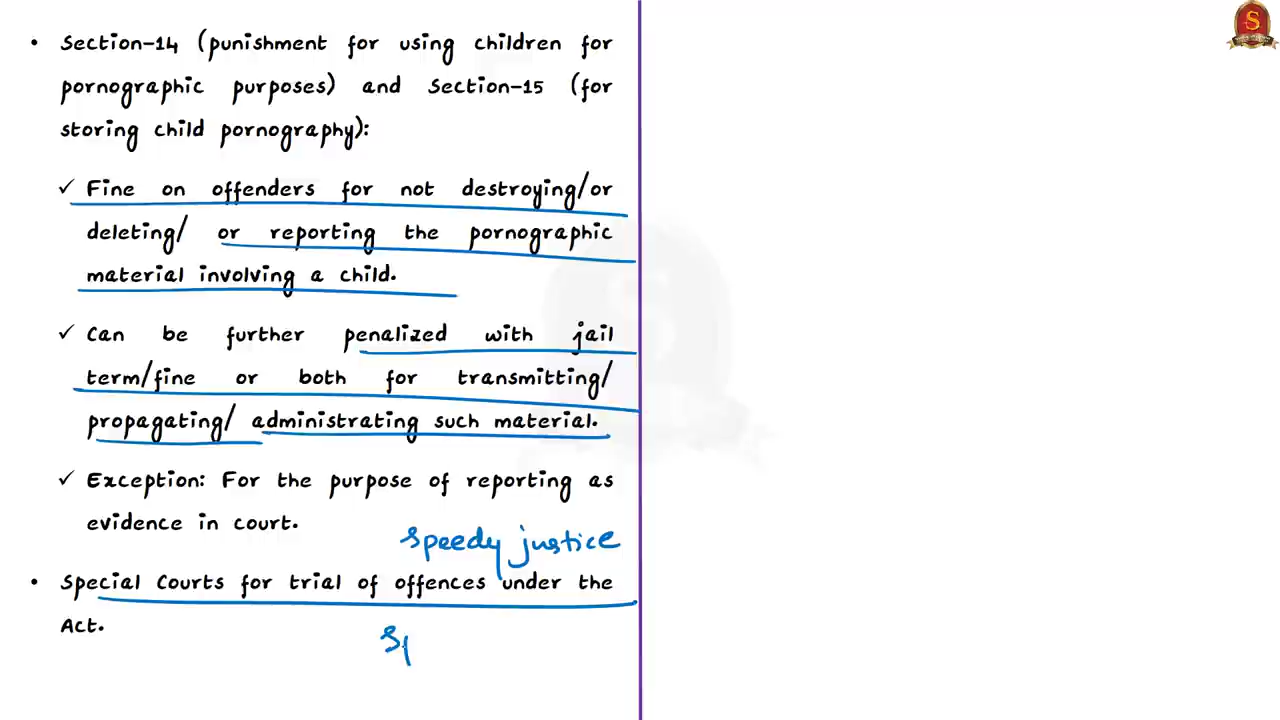 • Section-14 (punishment for using children for
pornographic purposes) and Section-15 (for
storing child pornography):
✓ Fine on offenders for not destroying/or
deleting/ or reporting the pornographic
material involving a child.
✓ Can be further penalized with jail
term/fine or both for transmitting/
propagating/ administrating such material.
✓ Exception: For the purpose of reporting as
evidence in court.
speedy justice
• Special Courts for trial of offences under the
Act.
S